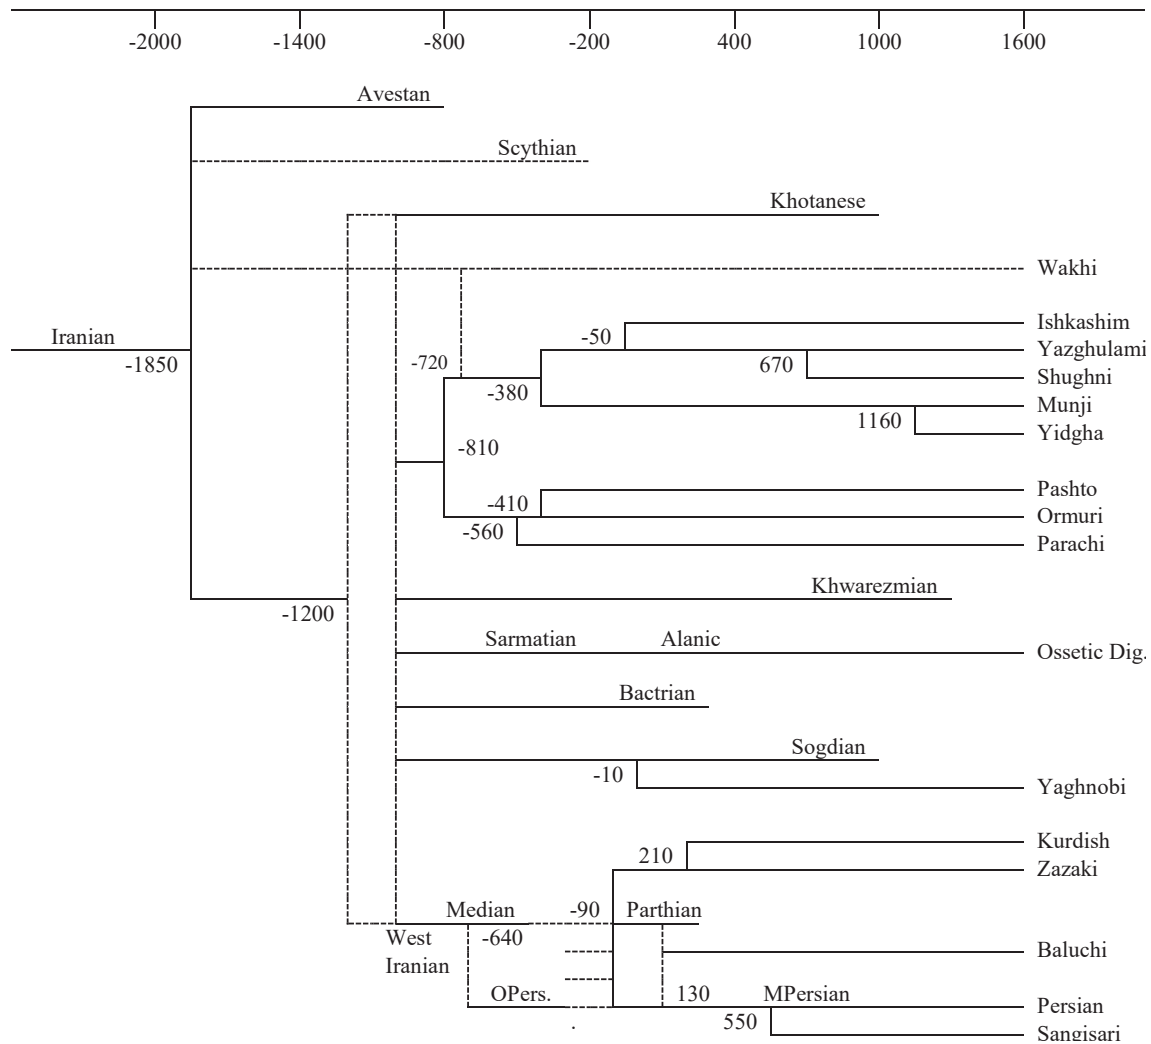 -2000 -1400 -800 -200 400 1000 1600
Avestan
Scythian
Khotanese
Wakhi
Ishkashim
Iranian
-50
Yazghulami
-1850
-720
670
Shughni
-380
Munji
1160
Yidgha
-810
Pashto
-410
Ormuri
-560
Parachi
Khwarezmian
-1200
Sarmatian Alanic
Ossetic Dig.
Bactrian
Sogdian
-10
Yaghnobi
Kurdish
210
Zazaki
Median -90 Parthian
West -640
Iranian
Baluchi
OPers. 130 MPersian
Persian
550
Sangisari